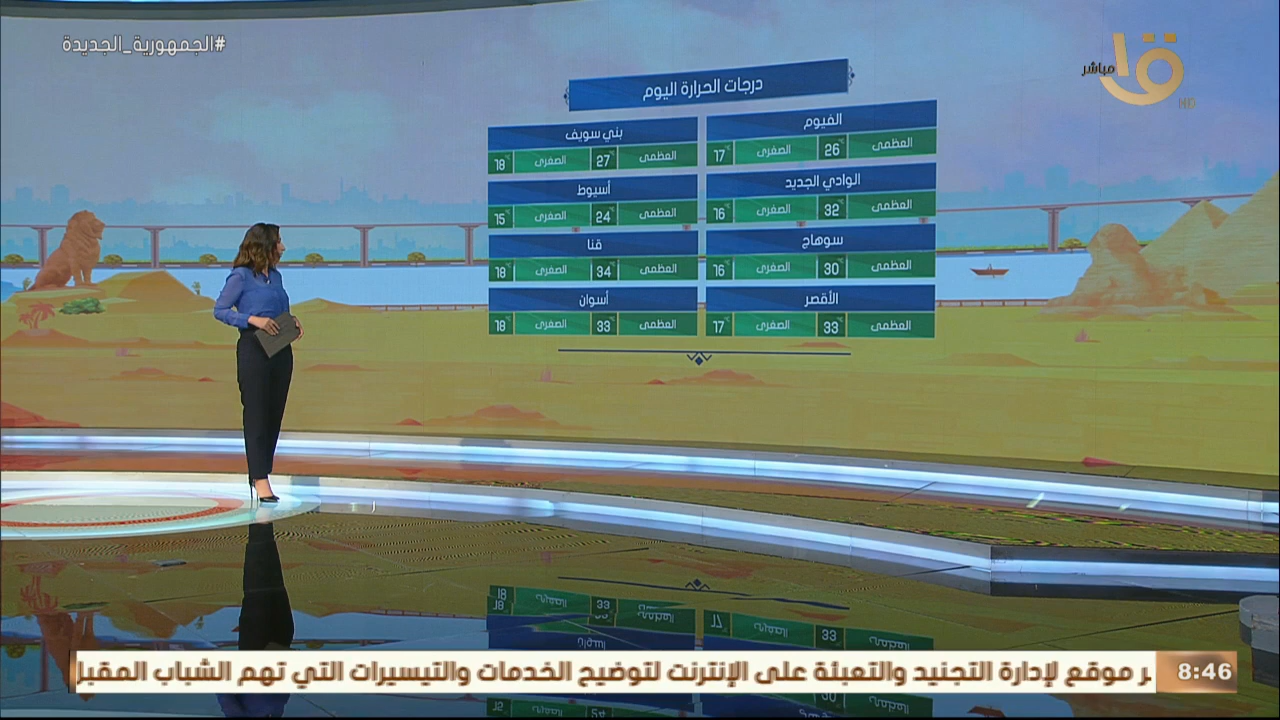 #الجمهورية_الجديدة
مباشر
HD
درجات الحرارة اليوم
الفيوم
العظمى 26 الصغرى 17
بني سويف
العظمى 27 الصغرى 18
الوادي الجديد
العظمى 32 الصغرى 16
أسيوط
العظمى 24 الصغرى 15
سوهاج
العظمى 30 الصغرى 16
قنا
العظمى 34 الصغرى 18
الأقصر
العظمى 33 الصغرى 17
أسوان
العظمى 33 الصغرى 18
8:46
موقع لإدارة التجنيد والتعبئة على الإنترنت لتوضيح الخدمات والتيسيرات التي تهم الشباب المقبل